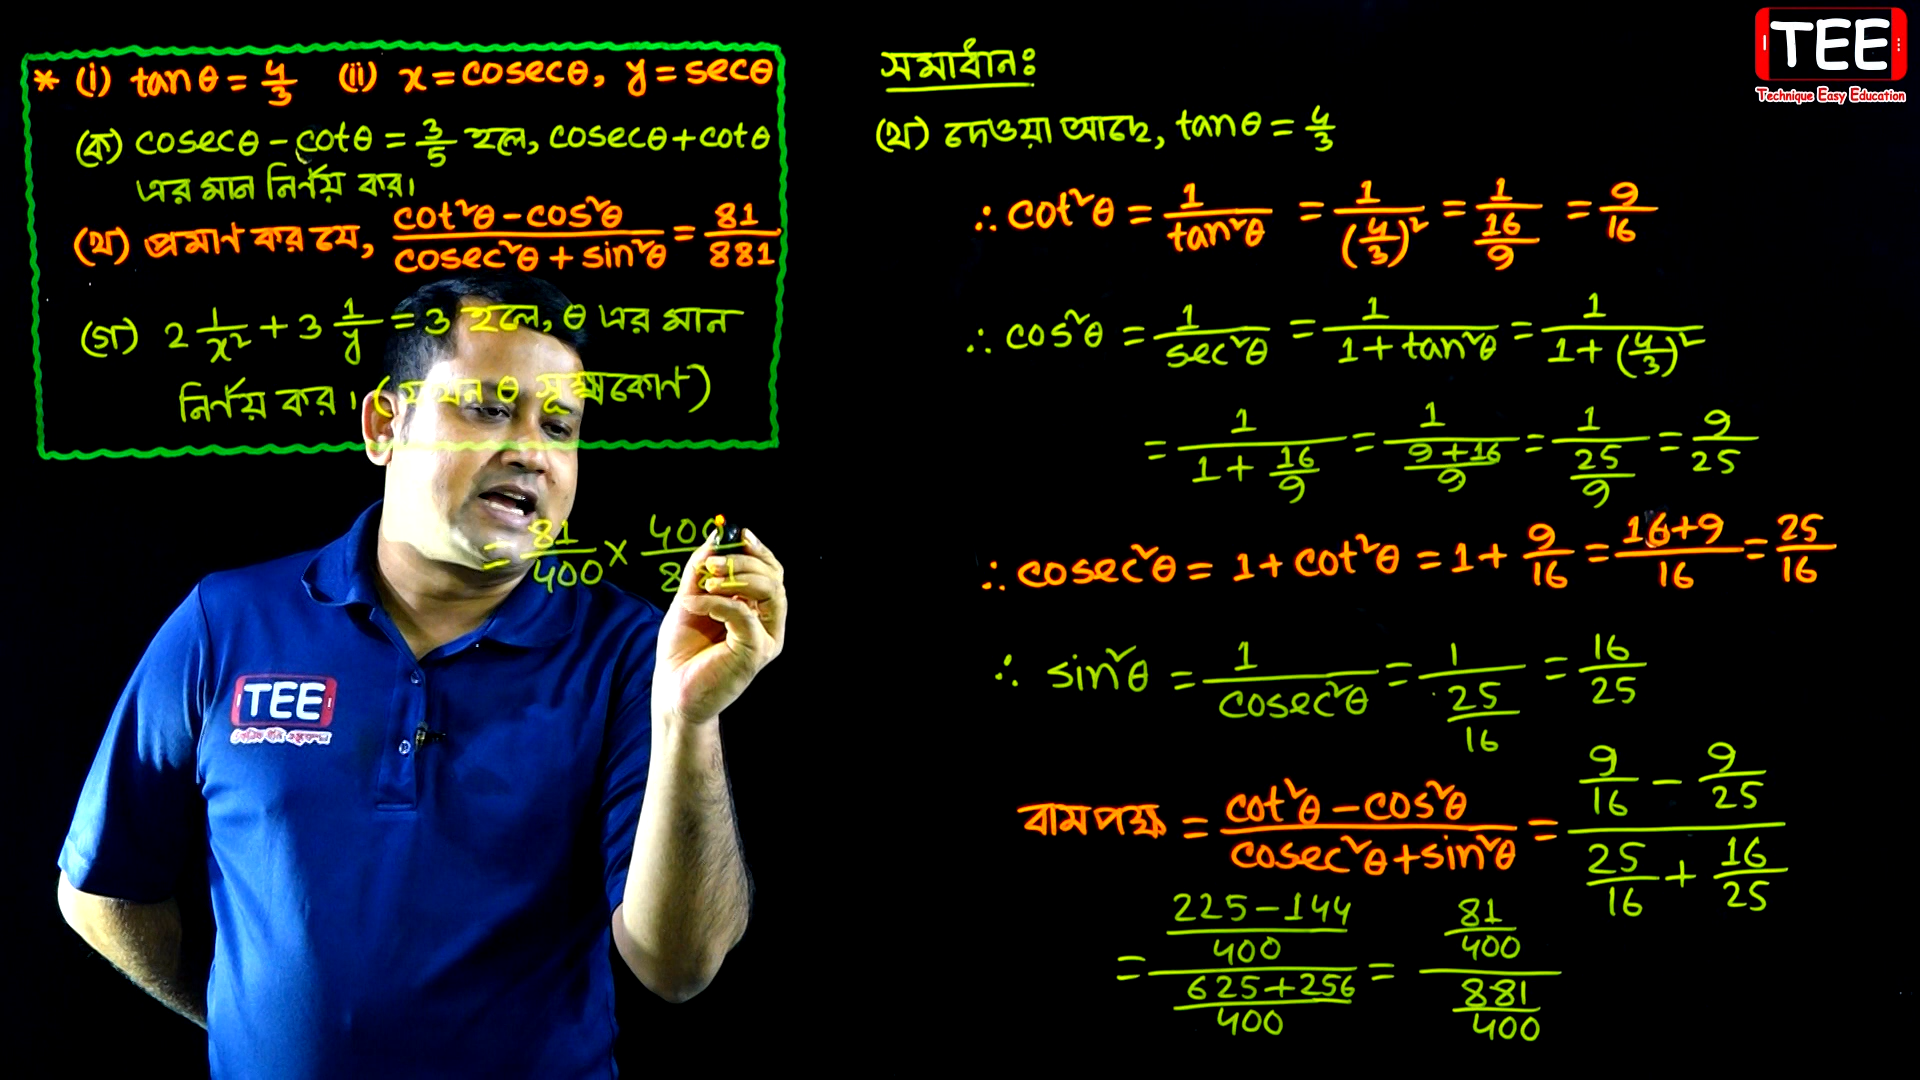 * (i) tanθ = 4/3 (ii) x = cosecθ, y = secθ
(ক) cosecθ - cotθ = 3/5 হলে, cosecθ + cotθ
এর মান নির্ণয় কর।
(খ) প্রমাণ কর যে, (cot²θ - cos²θ)/(cosec²θ + sin²θ) = 81/881
(গ) 2 1/x² + 3 1/y = 3 হলে, θ এর মান
নির্ণয় কর। (যখন θ সূক্ষ্মকোণ)
= 81/400 × 400/881
TEE
TEE
Technique Easy Education
সমাধানঃ
(খ) দেওয়া আছে, tanθ = 4/3
∴ cot²θ = 1/tan²θ = 1/(4/3)² = 1/(16/9) = 9/16
∴ cos²θ = 1/sec²θ = 1/(1 + tan²θ) = 1/(1 + (4/3)²)
= 1/(1 + 16/9) = 1/((9+16)/9) = 1/(25/9) = 9/25
∴ cosec²θ = 1 + cot²θ = 1 + 9/16 = (16+9)/16 = 25/16
∴ sin²θ = 1/cosec²θ = 1/(25/16) = 16/25
বামপক্ষ = (cot²θ - cos²θ)/(cosec²θ + sin²θ) = (9/16 - 9/25)/(25/16 + 16/25)
= ((225 - 144)/400)/((625 + 256)/400) = (81/400)/(881/400)